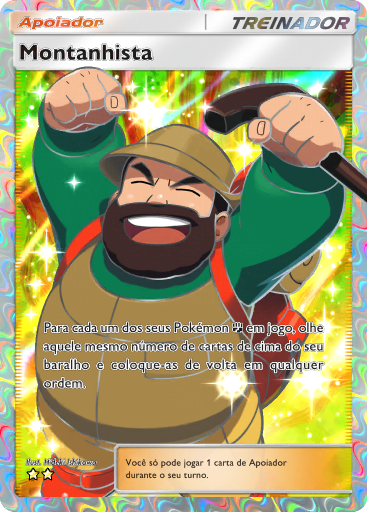 Apoiador
TREINADOR
Montanhista
Para cada um dos seus Pokémon em jogo, olhe
aquele mesmo número de cartas de cima do seu
baralho e coloque-as de volta em qualquer
ordem.
Ilus.
Você só pode jogar 1 carta de Apoiador
durante o seu turno.